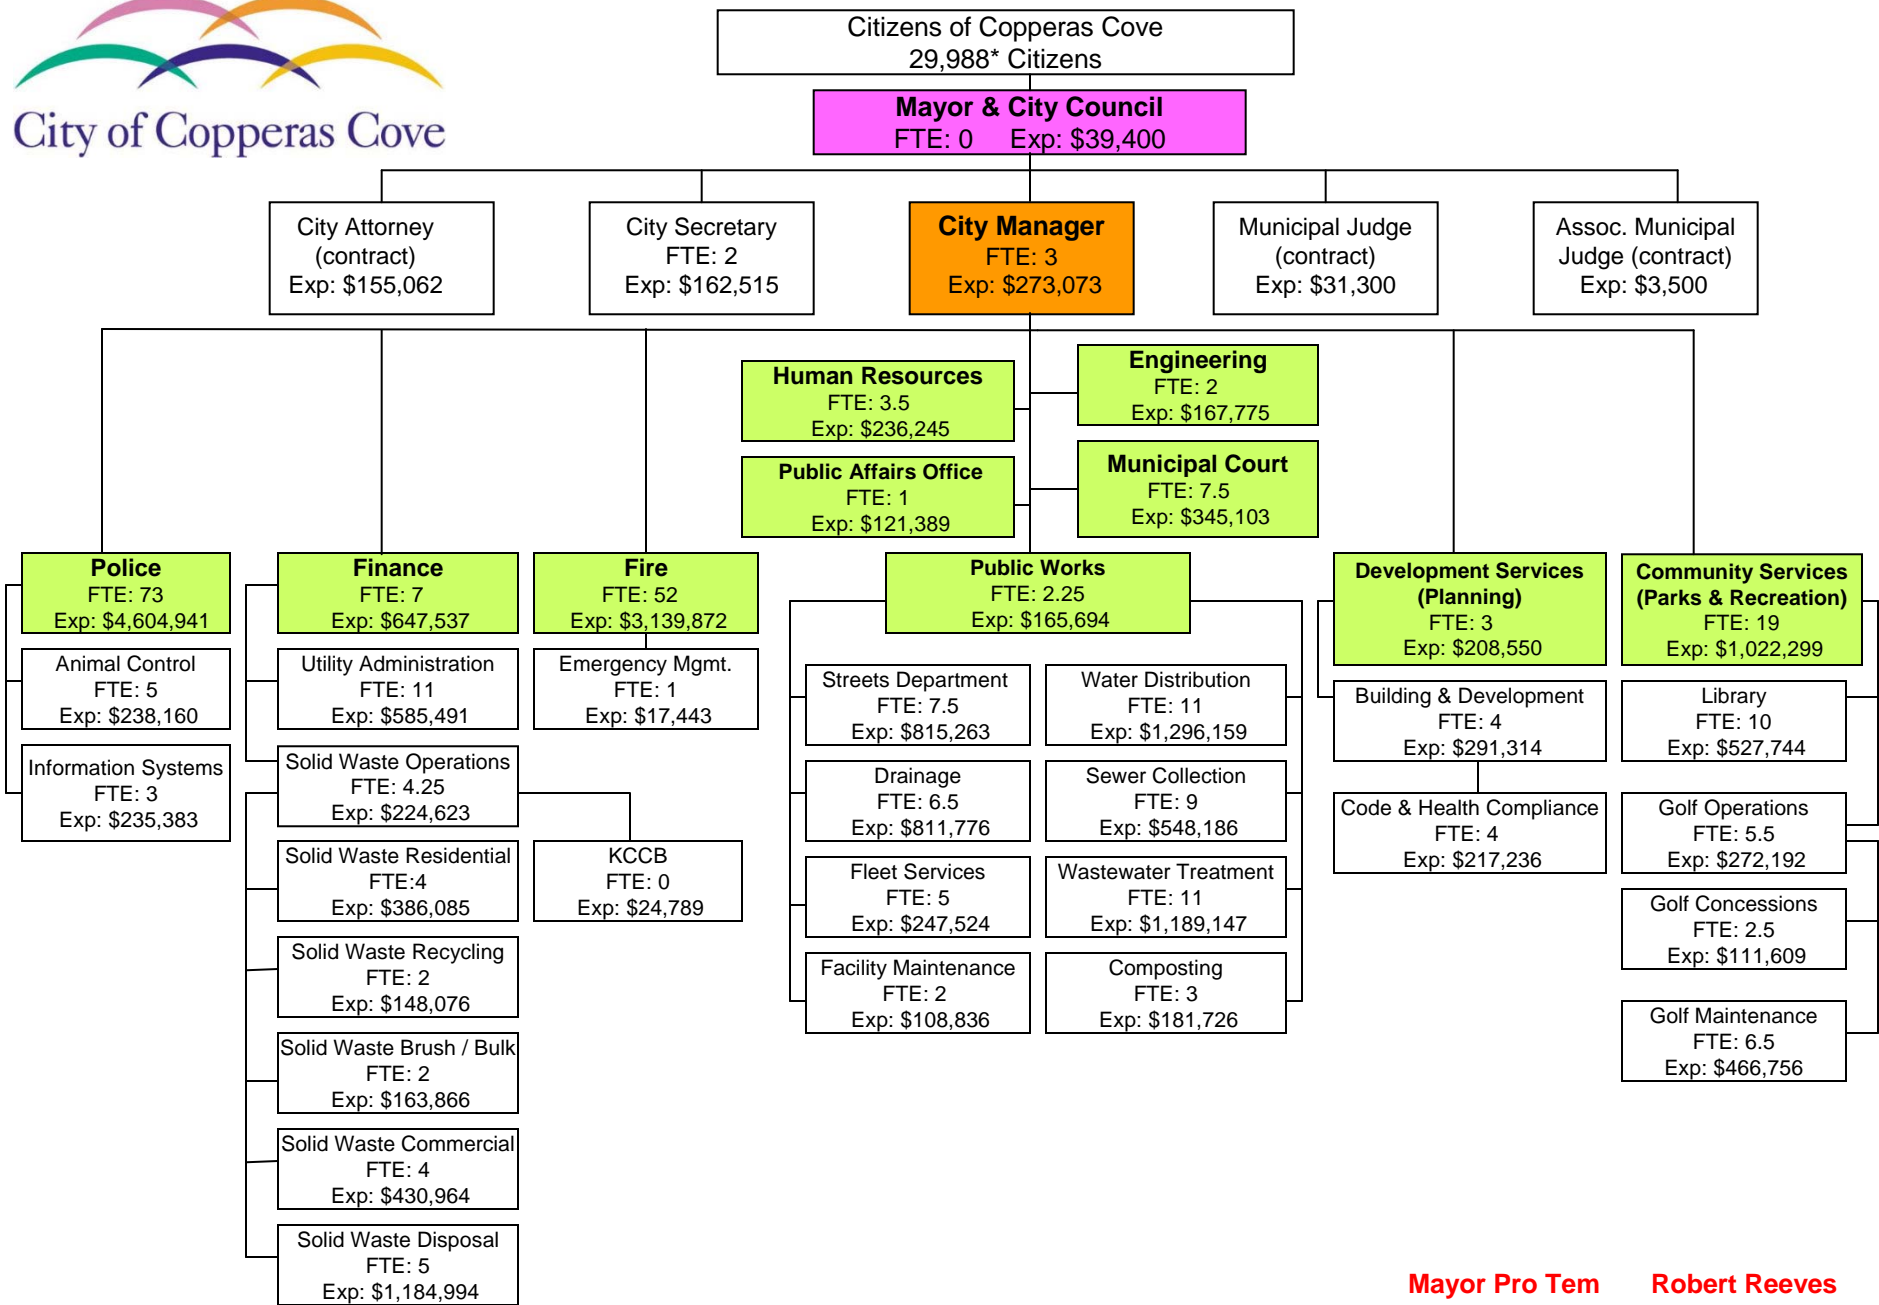 City of Copperas Cove
Citizens of Copperas Cove
29,988* Citizens
Mayor & City Council
FTE: 0 Exp: $39,400
City Attorney
(contract)
Exp: $155,062
City Secretary
FTE: 2
Exp: $162,515
City Manager
FTE: 3
Exp: $273,073
Municipal Judge
(contract)
Exp: $31,300
Assoc. Municipal
Judge (contract)
Exp: $3,500
Human Resources
FTE: 3.5
Exp: $236,245
Engineering
FTE: 2
Exp: $167,775
Public Affairs Office
FTE: 1
Exp: $121,389
Municipal Court
FTE: 7.5
Exp: $345,103
Police
FTE: 73
Exp: $4,604,941
Animal Control
FTE: 5
Exp: $238,160
Information Systems
FTE: 3
Exp: $235,383
Finance
FTE: 7
Exp: $647,537
Utility Administration
FTE: 11
Exp: $585,491
Solid Waste Operations
FTE: 4.25
Exp: $224,623
Solid Waste Residential
FTE:4
Exp: $386,085
Solid Waste Recycling
FTE: 2
Exp: $148,076
Solid Waste Brush / Bulk
FTE: 2
Exp: $163,866
Solid Waste Commercial
FTE: 4
Exp: $430,964
Solid Waste Disposal
FTE: 5
Exp: $1,184,994
Fire
FTE: 52
Exp: $3,139,872
Emergency Mgmt.
FTE: 1
Exp: $17,443
KCCB
FTE: 0
Exp: $24,789
Public Works
FTE: 2.25
Exp: $165,694
Streets Department
FTE: 7.5
Exp: $815,263
Drainage
FTE: 6.5
Exp: $811,776
Fleet Services
FTE: 5
Exp: $247,524
Facility Maintenance
FTE: 2
Exp: $108,836
Water Distribution
FTE: 11
Exp: $1,296,159
Sewer Collection
FTE: 9
Exp: $548,186
Wastewater Treatment
FTE: 11
Exp: $1,189,147
Composting
FTE: 3
Exp: $181,726
Development Services
(Planning)
FTE: 3
Exp: $208,550
Building & Development
FTE: 4
Exp: $291,314
Code & Health Compliance
FTE: 4
Exp: $217,236
Community Services
(Parks & Recreation)
FTE: 19
Exp: $1,022,299
Library
FTE: 10
Exp: $527,744
Golf Operations
FTE: 5.5
Exp: $272,192
Golf Concessions
FTE: 2.5
Exp: $111,609
Golf Maintenance
FTE: 6.5
Exp: $466,756
Mayor Pro Tem Robert Reeves